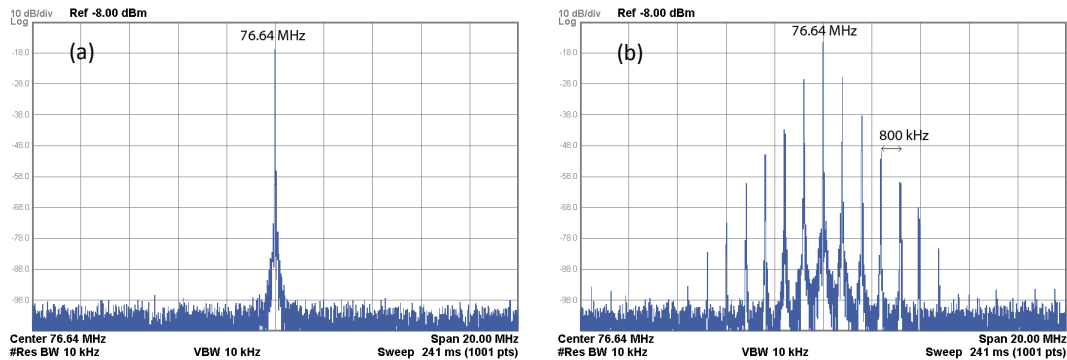 10 dB/div Ref -8.00 dBm
Log
(a)
76.64 MHz
-18.0
-28.0
-38.0
-48.0
-58.0
-68.0
-78.0
-88.0
-98.0
Center 76.64 MHz Span 20.00 MHz
#Res BW 10 kHz VBW 10 kHz Sweep 241 ms (1001 pts)
10 dB/div Ref -8.00 dBm
Log
(b)
76.64 MHz
800 kHz
-18.0
-28.0
-38.0
-48.0
-58.0
-68.0
-78.0
-88.0
-98.0
Center 76.64 MHz Span 20.00 MHz
#Res BW 10 kHz VBW 10 kHz Sweep 241 ms (1001 pts)